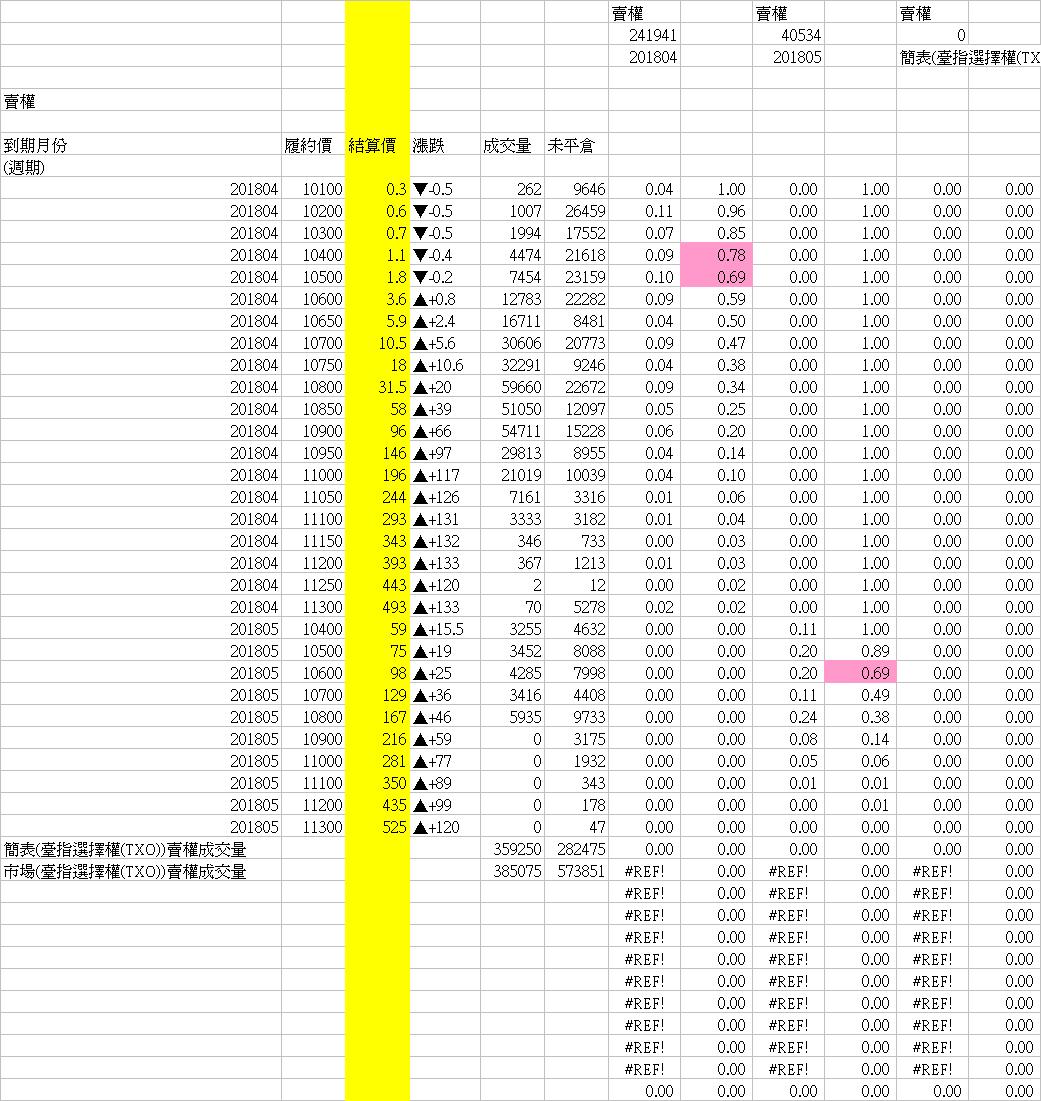 賣權 賣權 賣權
241941 40534 0
201804 201805 簡表(臺指選擇權(TX
賣權
到期月份 履約價 結算價 漲跌 成交量 未平倉
(週期)
201804 10100 0.3 ▼-0.5 262 9646 0.04 1.00 0.00 1.00 0.00 0.00
201804 10200 0.6 ▼-0.5 1007 26459 0.11 0.96 0.00 1.00 0.00 0.00
201804 10300 0.7 ▼-0.5 1994 17552 0.07 0.85 0.00 1.00 0.00 0.00
201804 10400 1.1 ▼-0.4 4474 21618 0.09 0.78 0.00 1.00 0.00 0.00
201804 10500 1.8 ▼-0.2 7454 23159 0.10 0.69 0.00 1.00 0.00 0.00
201804 10600 3.6 ▲+0.8 12783 22282 0.09 0.59 0.00 1.00 0.00 0.00
201804 10650 5.9 ▲+2.4 16711 8481 0.04 0.50 0.00 1.00 0.00 0.00
201804 10700 10.5 ▲+5.6 30606 20773 0.09 0.47 0.00 1.00 0.00 0.00
201804 10750 18 ▲+10.6 32291 9246 0.04 0.38 0.00 1.00 0.00 0.00
201804 10800 31.5 ▲+20 59660 22672 0.09 0.34 0.00 1.00 0.00 0.00
201804 10850 58 ▲+39 51050 12097 0.05 0.25 0.00 1.00 0.00 0.00
201804 10900 96 ▲+66 54711 15228 0.06 0.20 0.00 1.00 0.00 0.00
201804 10950 146 ▲+97 29813 8955 0.04 0.14 0.00 1.00 0.00 0.00
201804 11000 196 ▲+117 21019 10039 0.04 0.10 0.00 1.00 0.00 0.00
201804 11050 244 ▲+126 7161 3316 0.01 0.06 0.00 1.00 0.00 0.00
201804 11100 293 ▲+131 3333 3182 0.01 0.04 0.00 1.00 0.00 0.00
201804 11150 343 ▲+132 346 733 0.00 0.03 0.00 1.00 0.00 0.00
201804 11200 393 ▲+133 367 1213 0.01 0.03 0.00 1.00 0.00 0.00
201804 11250 443 ▲+120 2 12 0.00 0.02 0.00 1.00 0.00 0.00
201804 11300 493 ▲+133 70 5278 0.02 0.02 0.00 1.00 0.00 0.00
201805 10400 59 ▲+15.5 3255 4632 0.00 0.00 0.11 1.00 0.00 0.00
201805 10500 75 ▲+19 3452 8088 0.00 0.00 0.20 0.89 0.00 0.00
201805 10600 98 ▲+25 4285 7998 0.00 0.00 0.20 0.69 0.00 0.00
201805 10700 129 ▲+36 3416 4408 0.00 0.00 0.11 0.49 0.00 0.00
201805 10800 167 ▲+46 5935 9733 0.00 0.00 0.24 0.38 0.00 0.00
201805 10900 216 ▲+59 0 3175 0.00 0.00 0.08 0.14 0.00 0.00
201805 11000 281 ▲+77 0 1932 0.00 0.00 0.05 0.06 0.00 0.00
201805 11100 350 ▲+89 0 343 0.00 0.00 0.01 0.01 0.00 0.00
201805 11200 435 ▲+99 0 178 0.00 0.00 0.00 0.01 0.00 0.00
201805 11300 525 ▲+120 0 47 0.00 0.00 0.00 0.00 0.00 0.00
簡表(臺指選擇權(TXO))賣權成交量 359250 282475 0.00 0.00 0.00 0.00 0.00 0.00
市場(臺指選擇權(TXO))賣權成交量 385075 573851 #REF! 0.00 #REF! 0.00 #REF! 0.00
#REF! 0.00 #REF! 0.00 #REF! 0.00
#REF! 0.00 #REF! 0.00 #REF! 0.00
#REF! 0.00 #REF! 0.00 #REF! 0.00
#REF! 0.00 #REF! 0.00 #REF! 0.00
#REF! 0.00 #REF! 0.00 #REF! 0.00
#REF! 0.00 #REF! 0.00 #REF! 0.00
#REF! 0.00 #REF! 0.00 #REF! 0.00
#REF! 0.00 #REF! 0.00 #REF! 0.00
#REF! 0.00 #REF! 0.00 #REF! 0.00
0.00 0.00 0.00 0.00 0.00 0.00